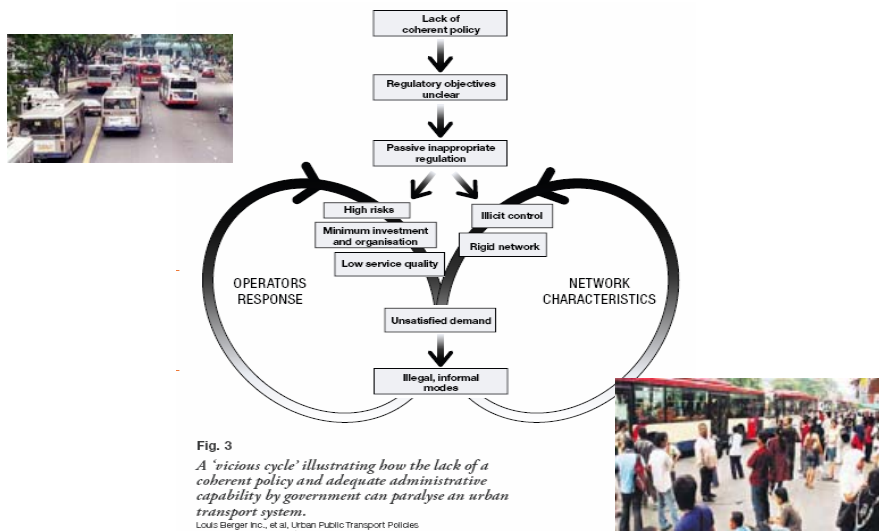 Lack of
coherent policy
Regulatory objectives
unclear
Passive inappropriate
regulation
High risks
Minimum investment
and organisation
Low service quality
Illicit control
Rigid network
OPERATORS
RESPONSE
NETWORK
CHARACTERISTICS
Unsatisfied demand
Illegal, informal
modes
Fig. 3
A ‘vicious cycle’ illustrating how the lack of a
coherent policy and adequate administrative
capability by government can paralyse an urban
transport system.
Louis Berger Inc., et al, Urban Public Transport Policies